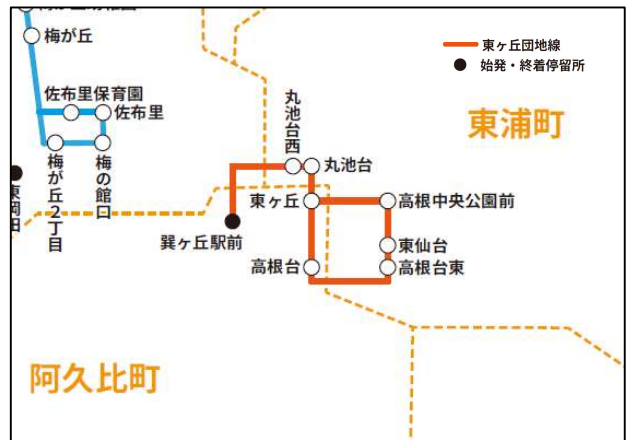 梅が丘
佐布里保育園
佐布里
梅が丘2丁目
梅の館口
東岡田
東ヶ丘団地線
始発・終着停留所
東浦町
丸池台西
丸池台
東ヶ丘
高根中央公園前
巽ヶ丘駅前
東仙台
高根台
高根台東
阿久比町